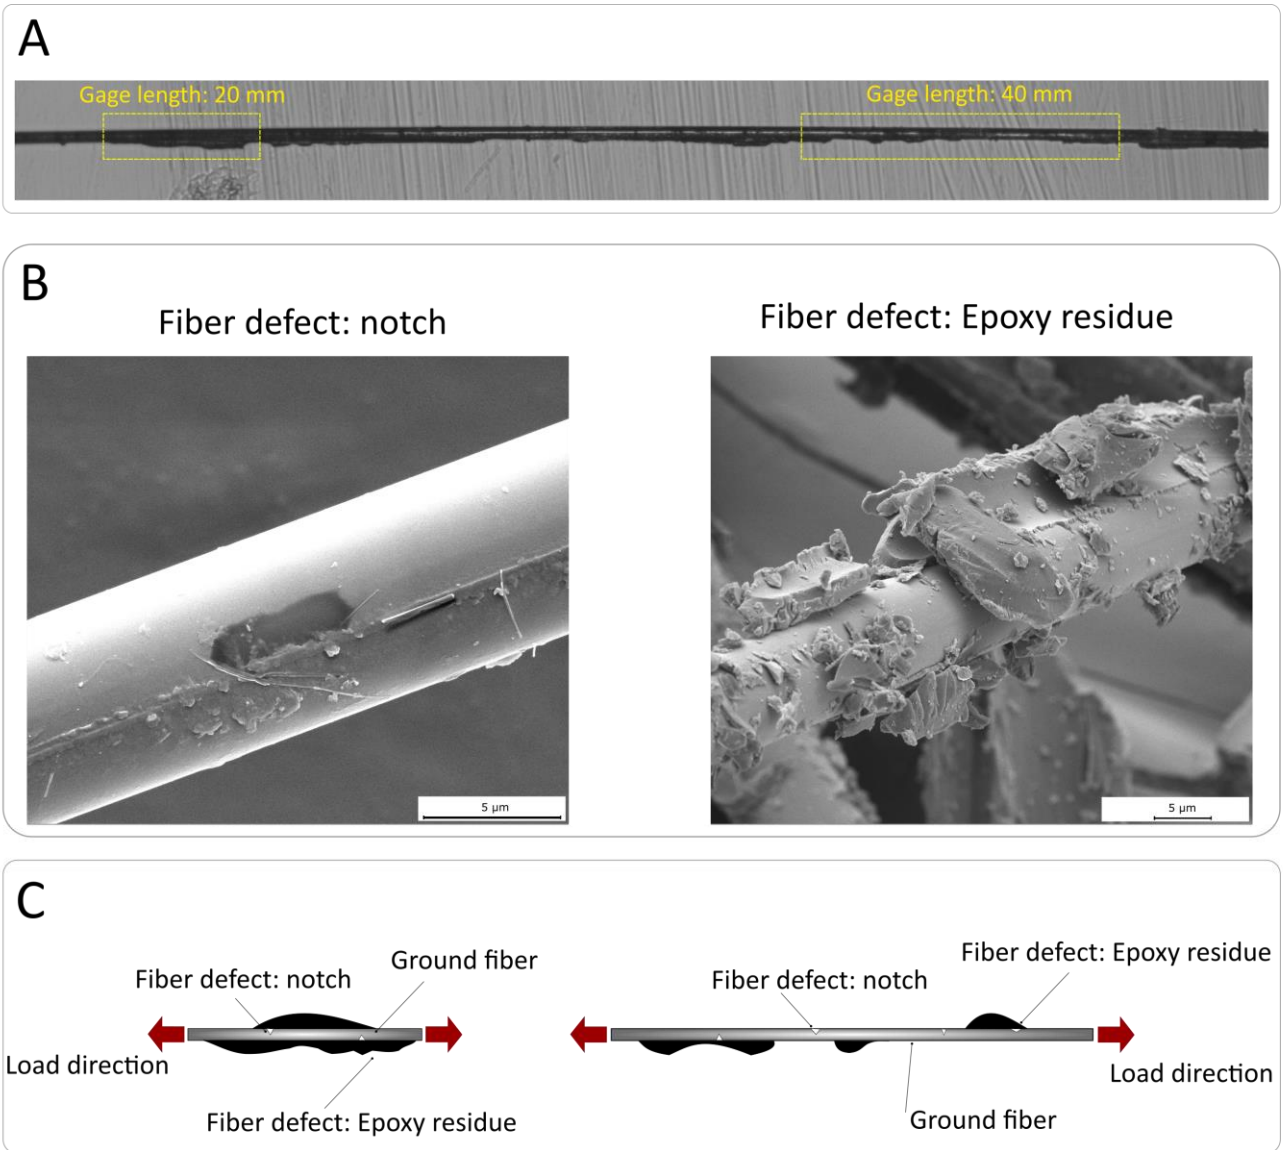 A
Gage length: 20 mm
Gage length: 40 mm
B
Fiber defect: notch
Fiber defect: Epoxy residue
5 µm
5 µm
C
Fiber defect: notch
Ground fiber
Load direction
Fiber defect: Epoxy residue
Fiber defect: notch
Fiber defect: Epoxy residue
Load direction
Ground fiber